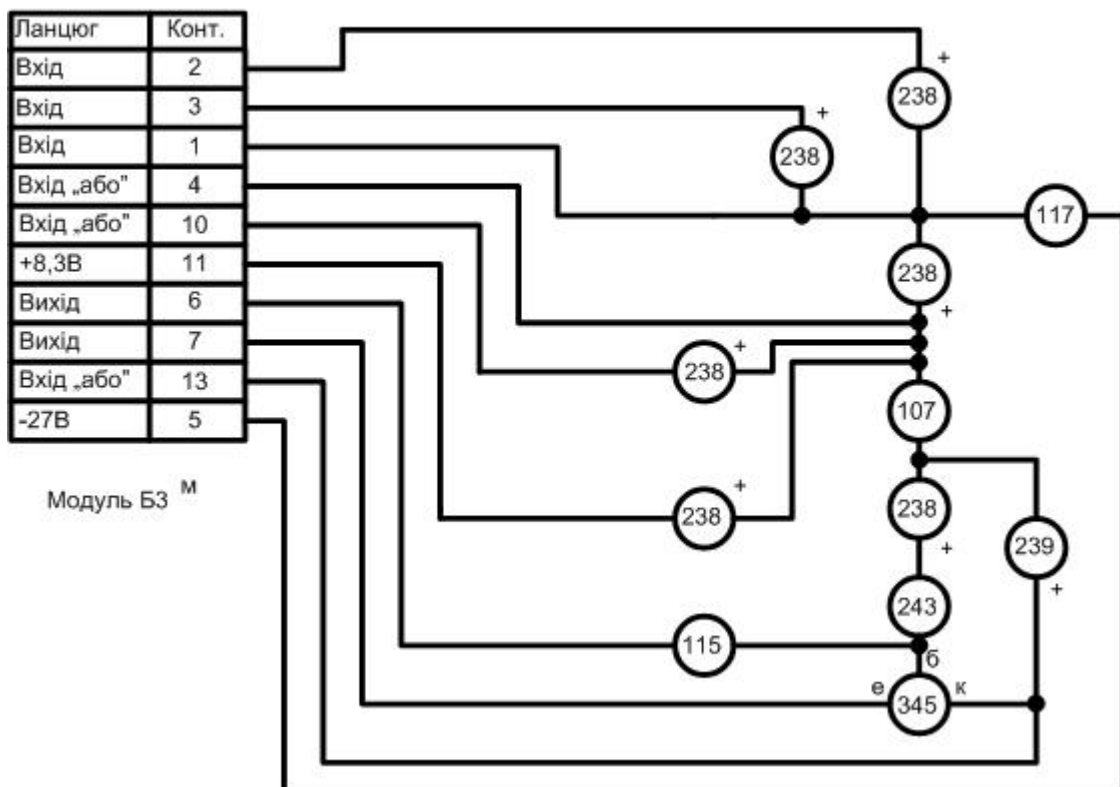 Ланцюг Конт.
Вхід 2
Вхід 3
Вхід 1
Вхід „або" 4
Вхід „або" 10
+8,3В 11
Вихід 6
Вихід 7
Вхід „або" 13
-27В 5
Модуль Б3 м
+
238
+
238
117
238
+
+
238
107
+
238
238
239
+
+
243
115
б
е 345 к